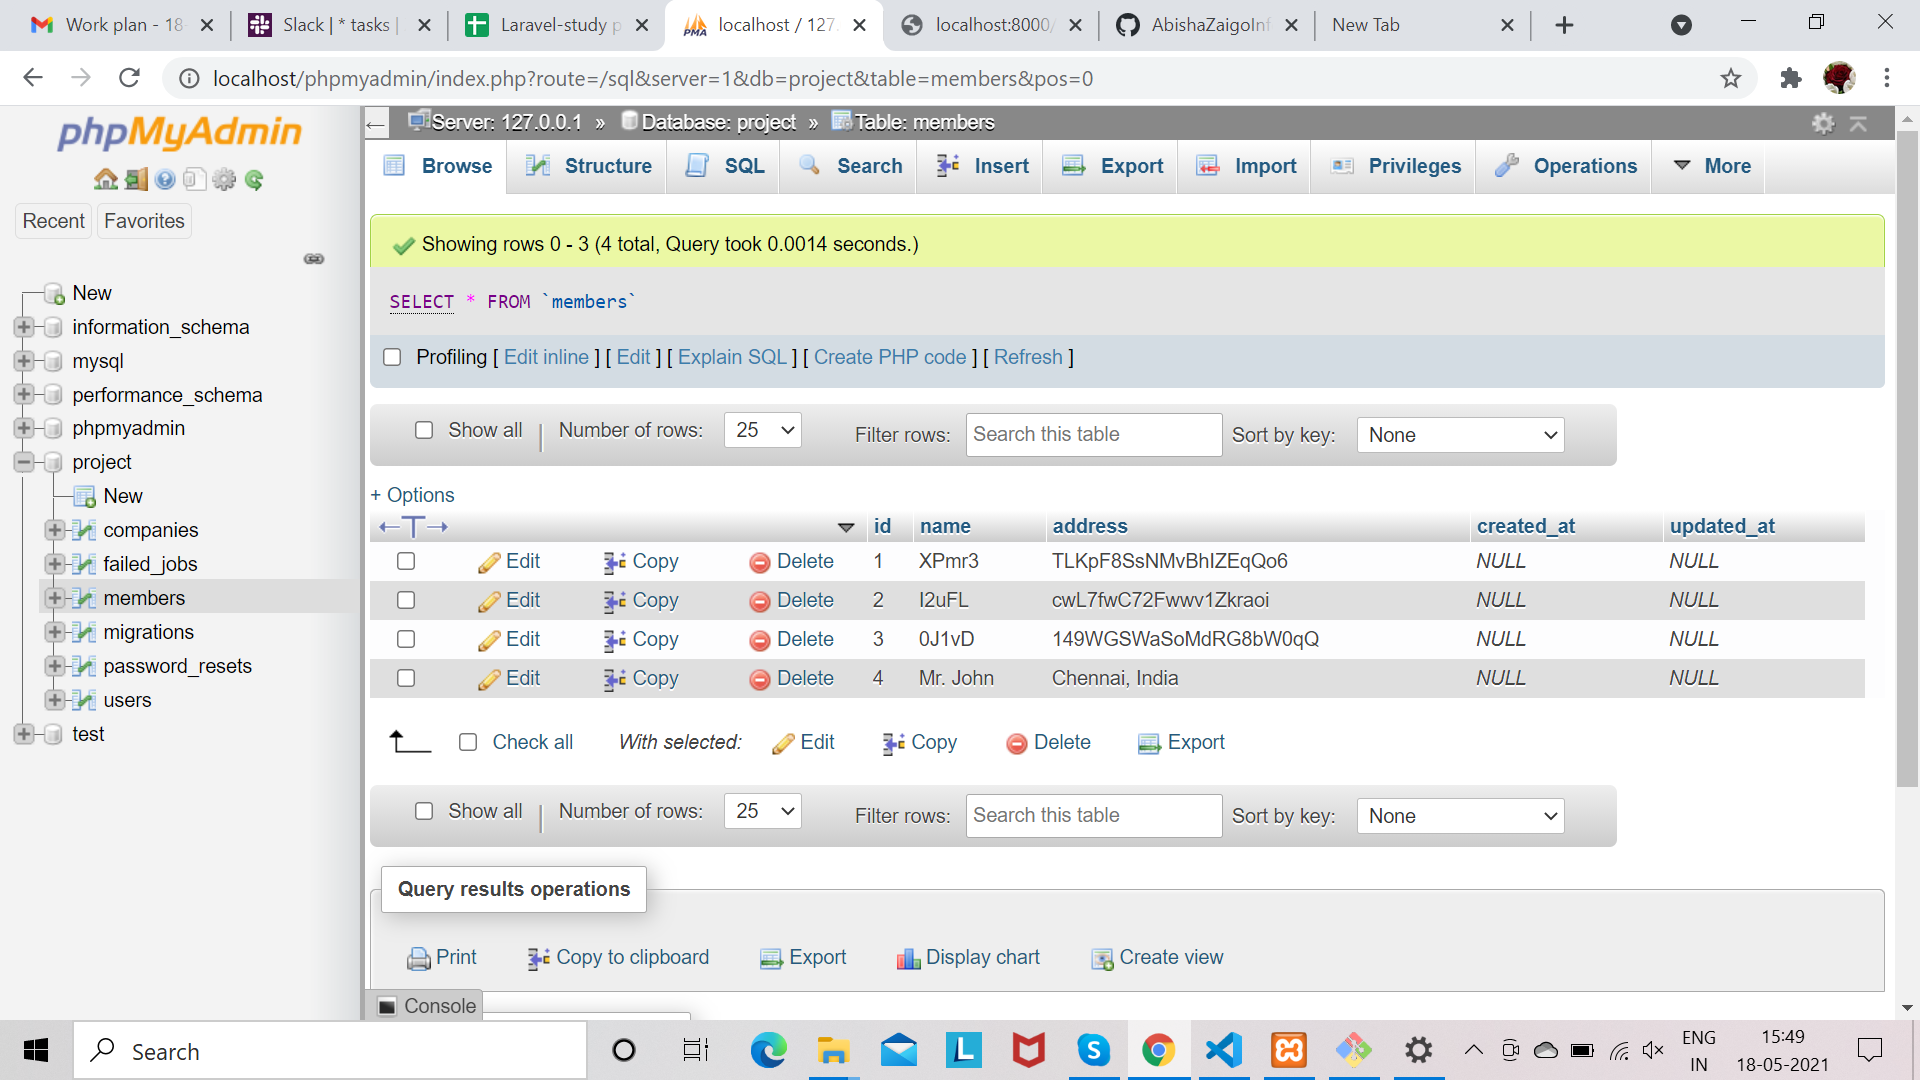 Work plan - 18
Slack | * tasks |
Laravel-study p
localhost / 127.
localhost:8000/
AbishaZaigoInf
New Tab
localhost/phpmyadmin/index.php?route=/sql&server=1&db=project&table=members&pos=0
phpMyAdmin
Recent Favorites
New
information_schema
mysql
performance_schema
phpmyadmin
project
New
companies
failed_jobs
members
migrations
password_resets
users
test
Server: 127.0.0.1 » Database: project » Table: members
Browse Structure SQL Search Insert Export Import Privileges Operations More
Showing rows 0 - 3 (4 total, Query took 0.0014 seconds.)
SELECT * FROM `members`
Profiling [ Edit inline ] [ Edit ] [ Explain SQL ] [ Create PHP code ] [ Refresh ]
Show all | Number of rows: 25 Filter rows: Search this table Sort by key: None
+ Options
←T→ id name address created_at updated_at
Edit Copy Delete 1 XPmr3 TLKpF8SsNMvBhIZEqQo6 NULL NULL
Edit Copy Delete 2 I2uFL cwL7fwC72Fwwv1Zkraoi NULL NULL
Edit Copy Delete 3 0J1vD 149WGSWaSoMdRG8bW0qQ NULL NULL
Edit Copy Delete 4 Mr. John Chennai, India NULL NULL
Check all With selected: Edit Copy Delete Export
Show all | Number of rows: 25 Filter rows: Search this table Sort by key: None
Query results operations
Print Copy to clipboard Export Display chart Create view
Console
Search
ENG
IN
15:49
18-05-2021